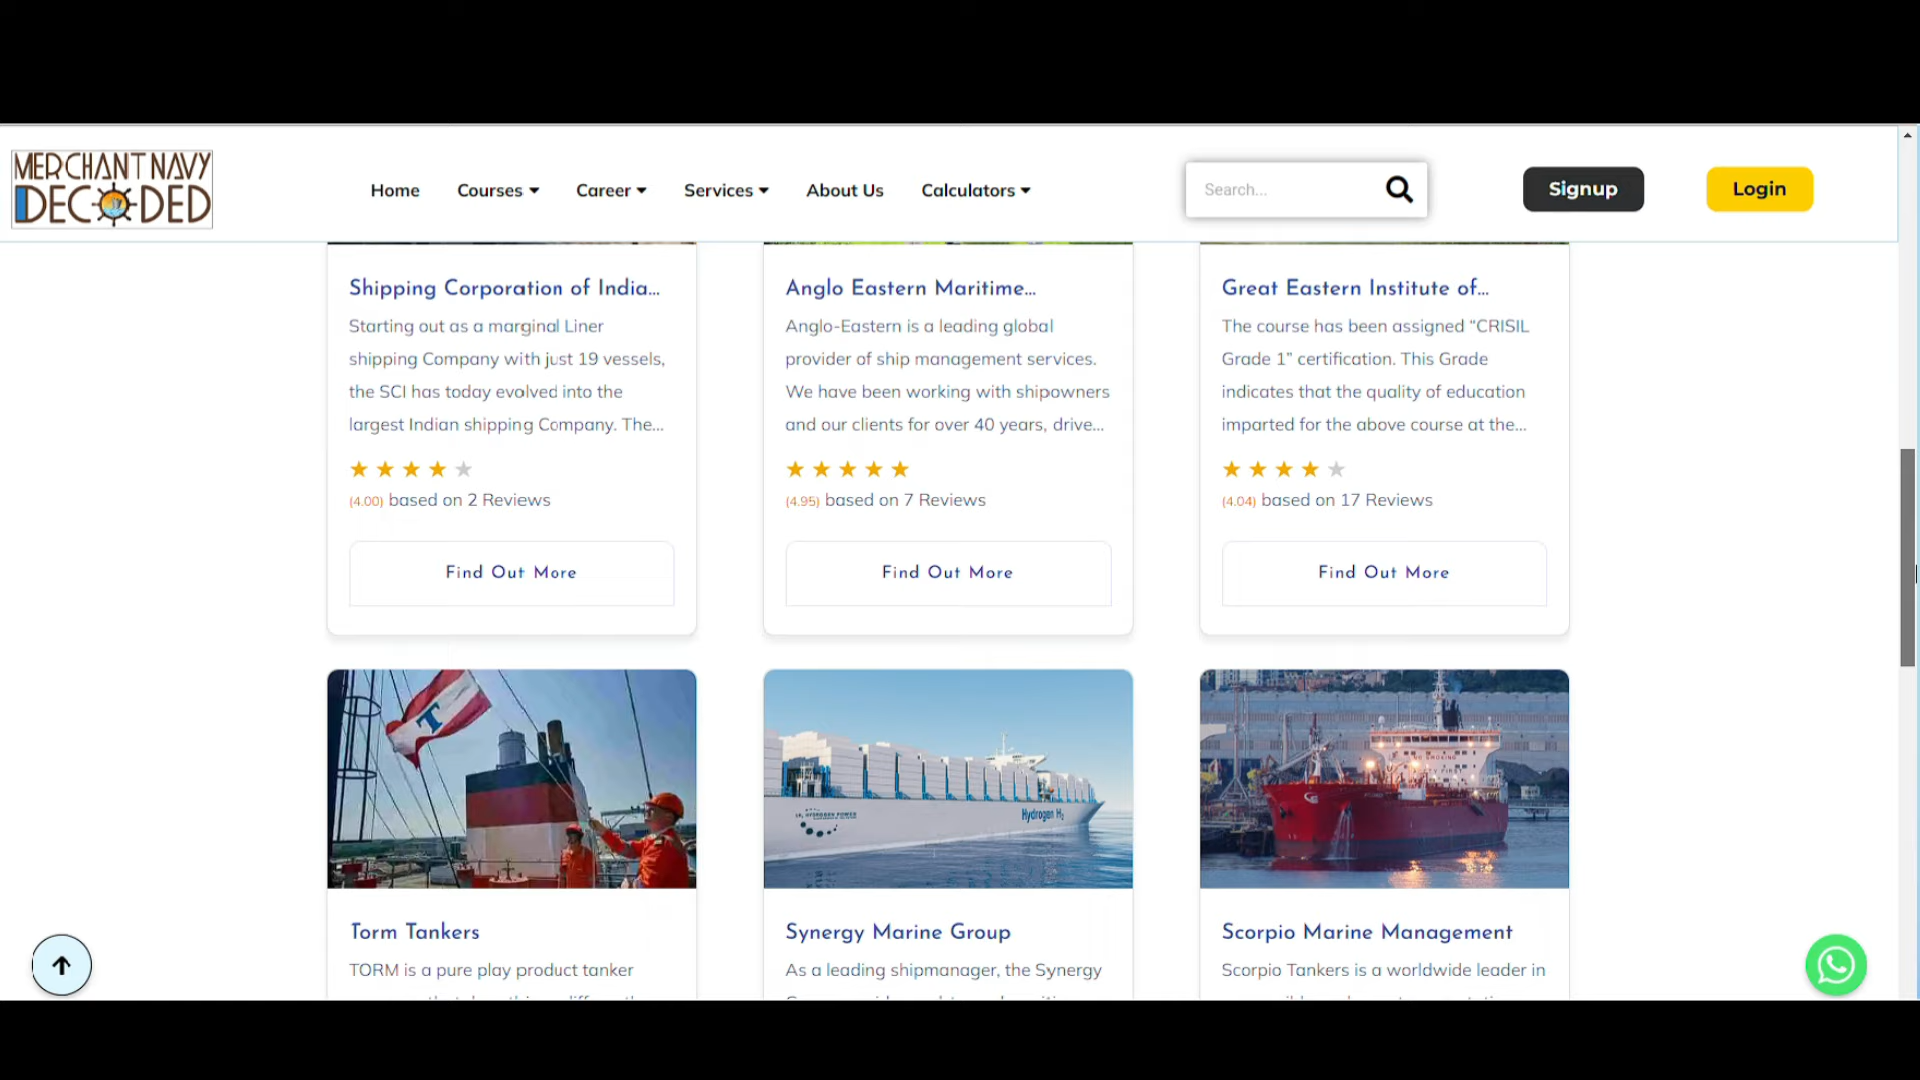 MERCHANT NAVY
DECODED
Home
Courses
Career
Services
About Us
Calculators
Search...
Signup
Login
Shipping Corporation of India...
Starting out as a marginal Liner
shipping Company with just 19 vessels,
the SCI has today evolved into the
largest Indian shipping Company. The...
(4.00) based on 2 Reviews
Find Out More
Anglo Eastern Maritime...
Anglo-Eastern is a leading global
provider of ship management services.
We have been working with shipowners
and our clients for over 40 years, drive...
(4.95) based on 7 Reviews
Find Out More
Great Eastern Institute of...
The course has been assigned “CRISIL
Grade 1” certification. This Grade
indicates that the quality of education
imparted for the above course at the...
(4.04) based on 17 Reviews
Find Out More
T
Hydrogen H2
NO SMOKING
Torm Tankers
TORM is a pure play product tanker
Synergy Marine Group
As a leading shipmanager, the Synergy
Scorpio Marine Management
Scorpio Tankers is a worldwide leader in